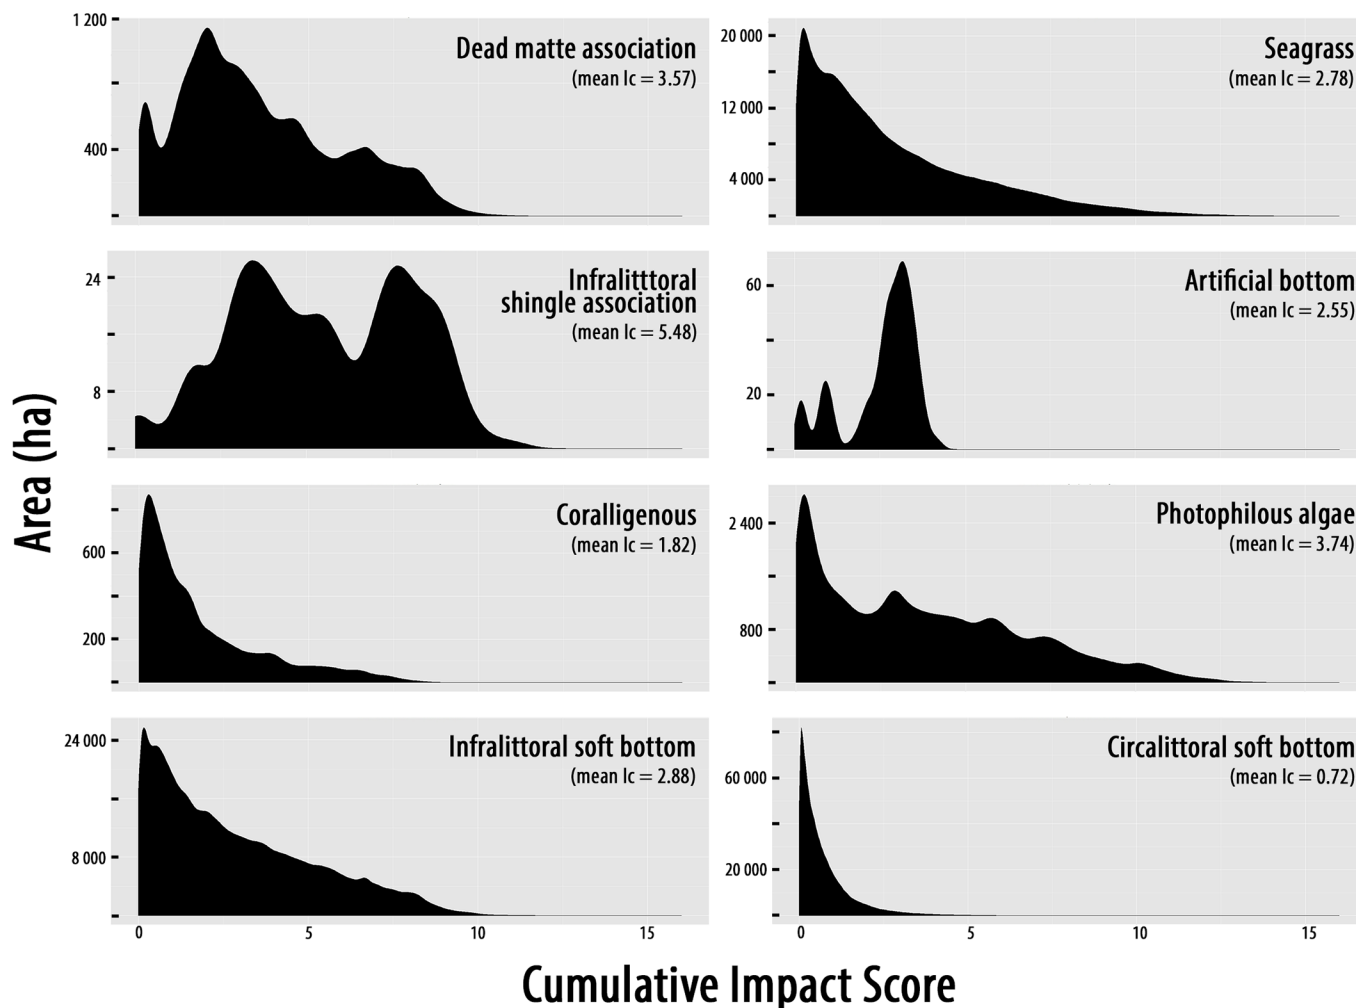 1 200
400
Dead matte association
(mean Ic = 3.57)
20 000
12 000
4 000
Seagrass
(mean Ic = 2.78)
24
8
Infralitttoral
shingle association
(mean Ic = 5.48)
60
20
Artificial bottom
(mean Ic = 2.55)
600
200
Coralligenous
(mean Ic = 1.82)
2 400
800
Photophilous algae
(mean Ic = 3.74)
24 000
8 000
Infralittoral soft bottom
(mean Ic = 2.88)
60 000
20 000
Circalittoral soft bottom
(mean Ic = 0.72)
0 5 10 15
0 5 10 15
Area (ha)
Cumulative Impact Score